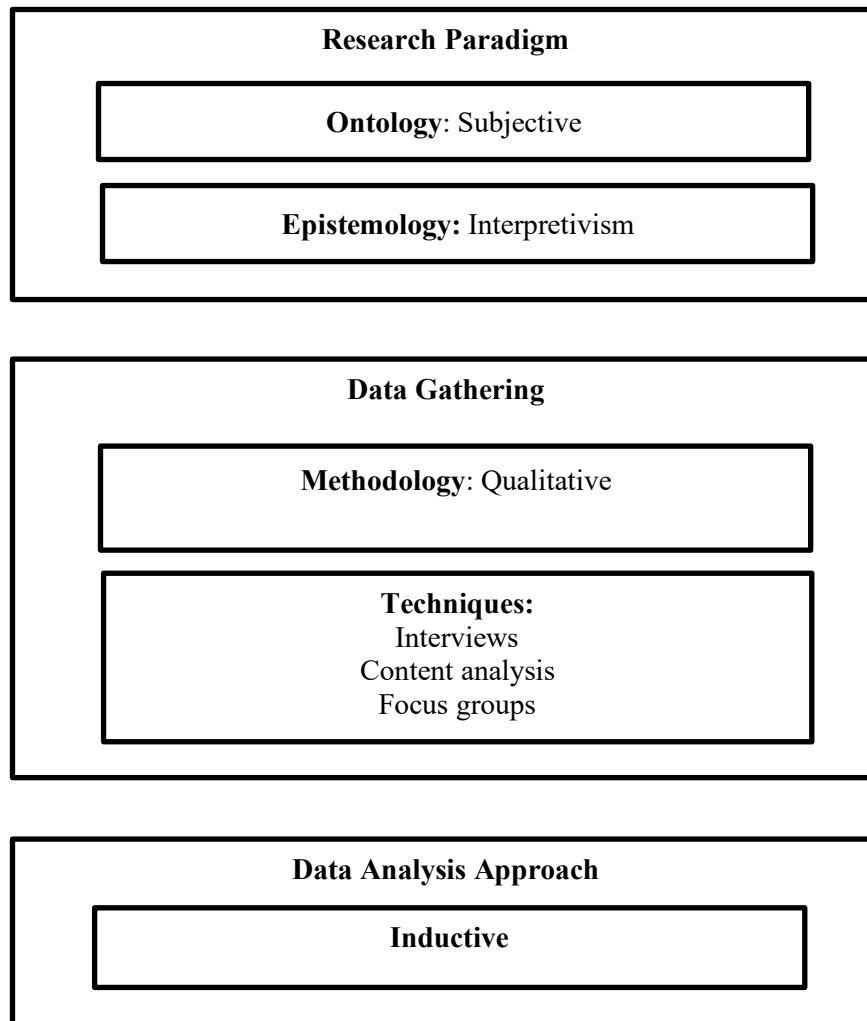 Research Paradigm
Ontology: Subjective
Epistemology: Interpretivism
Data Gathering
Methodology: Qualitative
Techniques:
Interviews
Content analysis
Focus groups
Data Analysis Approach
Inductive